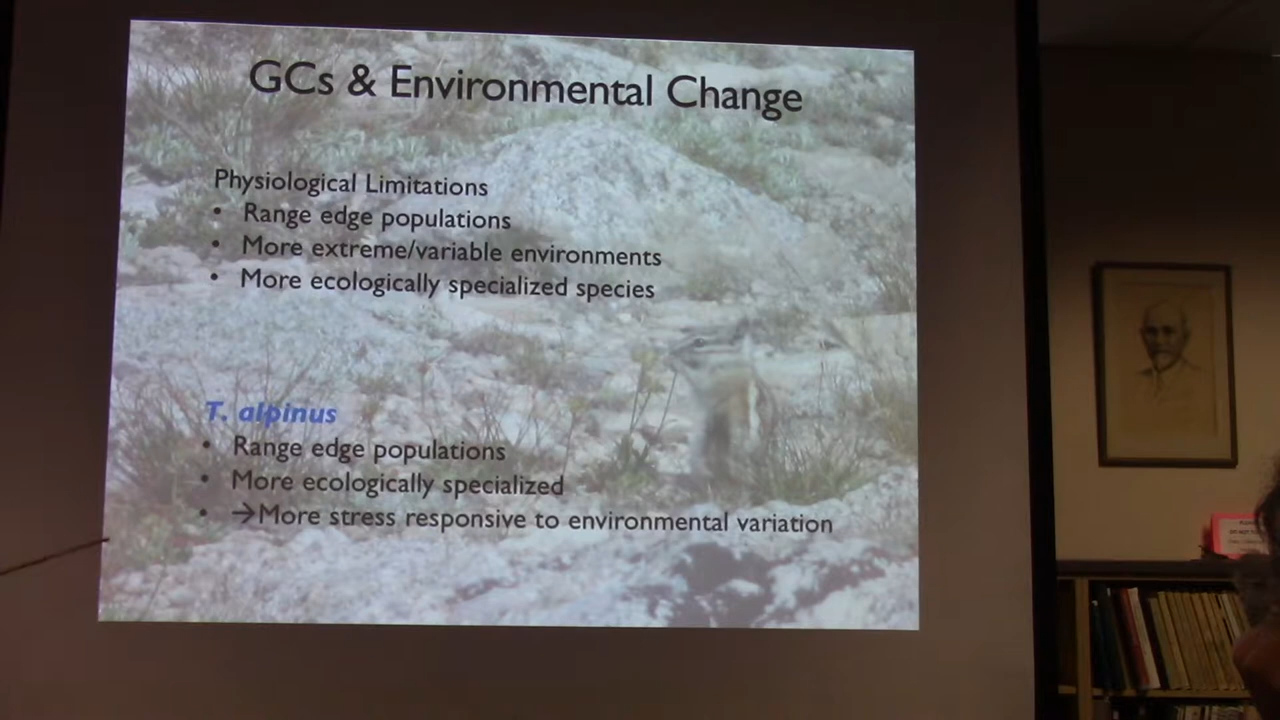 GCs & Environmental Change
Physiological Limitations
• Range edge populations
• More extreme/variable environments
• More ecologically specialized species
T. alpinus
• Range edge populations
• More ecologically specialized
• →More stress responsive to environmental variation